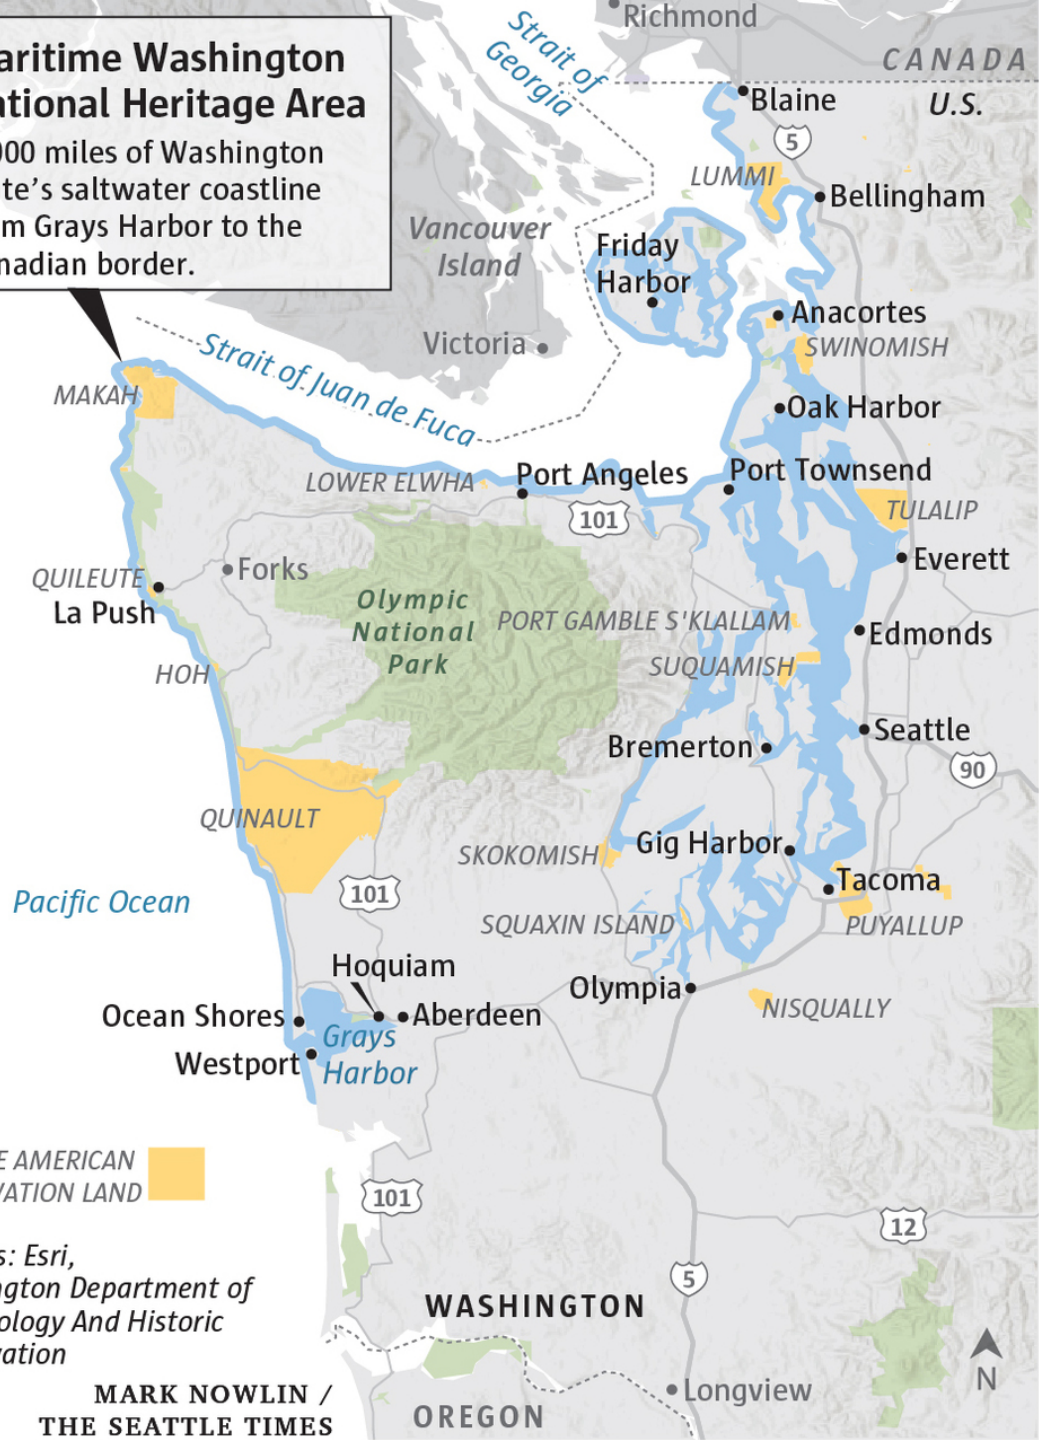 aritime Washington
ational Heritage Area
000 miles of Washington
te's saltwater coastline
m Grays Harbor to the
nadian border.
Richmond
Strait of
Georgia
CANADA
U.S.
Blaine
5
LUMMI
Bellingham
Vancouver
Island
Friday
Harbor
Anacortes
Victoria
SWINOMISH
Strait of Juan de Fuca
MAKAH
Oak Harbor
LOWER ELWHA
Port Angeles
Port Townsend
101
TULALIP
Everett
QUILEUTE
Forks
La Push
Olympic
National
Park
PORT GAMBLE S'KLALLAM
Edmonds
SUQUAMISH
HOH
Seattle
Bremerton
90
QUINAULT
SKOKOMISH
Gig Harbor
Tacoma
101
Pacific Ocean
SQUAXIN ISLAND
PUYALLUP
Hoquiam
Olympia
NISQUALLY
Ocean Shores
Aberdeen
Grays
Harbor
Westport
E AMERICAN
VATION LAND
101
12
s: Esri,
ngton Department of
ology And Historic
vation
5
WASHINGTON
N
MARK NOWLIN /
THE SEATTLE TIMES
Longview
OREGON